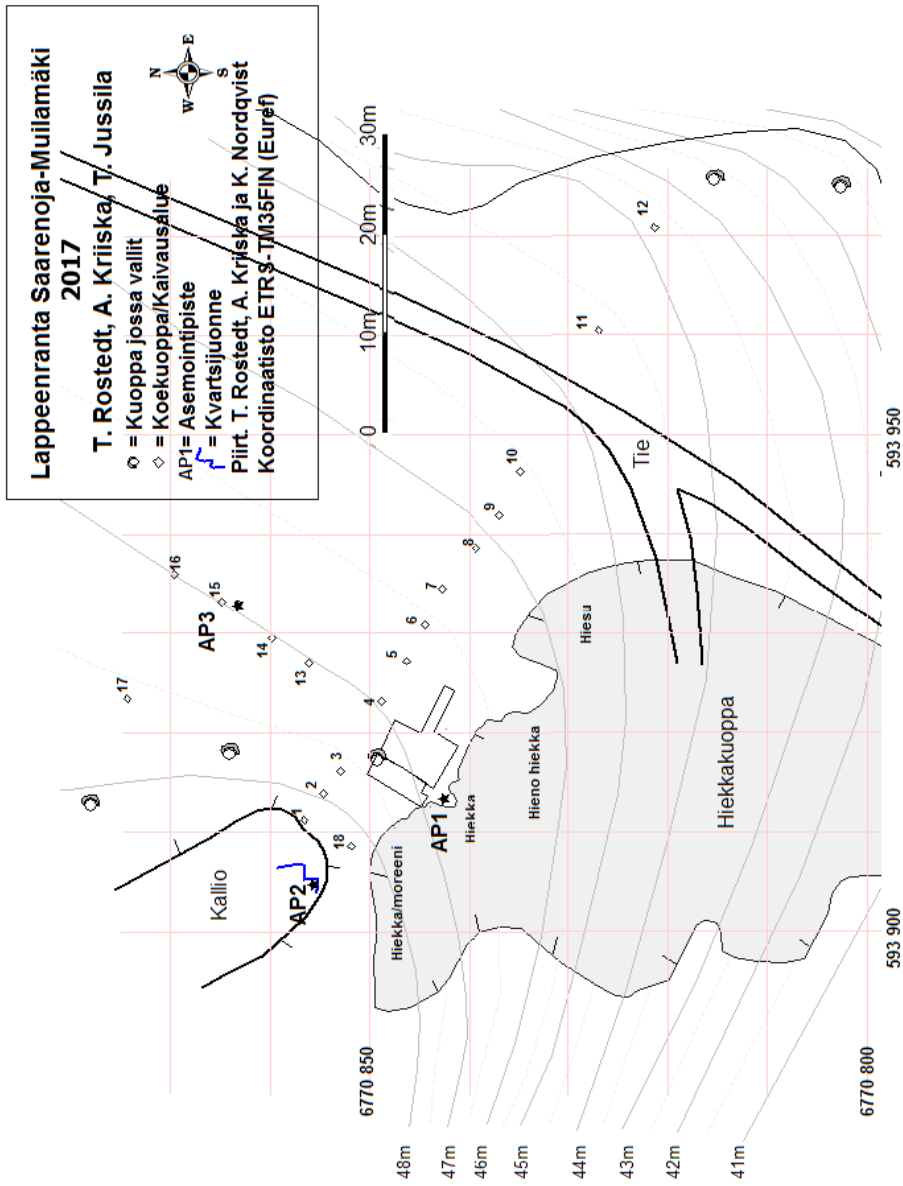 Lappeenranta Saarenoja-Muilamäki
2017
T. Rostedt, A. Kriiska, T. Jussila
= Kuoppa jossa vallit
= Koekuoppa/Kaivausalue
AP1= Asemointipiste
= Kvartsijuonne
Piirt. T. Rostedt, A. Kriiska ja K. Nordqvist
Koordinaatisto ETRS-TM35FIN (Euref)
N
E
S
W
0 10m 20m 30m
17
16
15
AP3
14
13
Kallio
AP2
1
2
3
18
4
5
6
7
8
9
10
11
12
AP1
Hiekka/moreeni
Hiekka
Hieno hiekka
Hiesu
Hiekkakuoppa
Tie
6770 850
6770 800
593 900
593 950
48m
47m
46m
45m
44m
43m
42m
41m